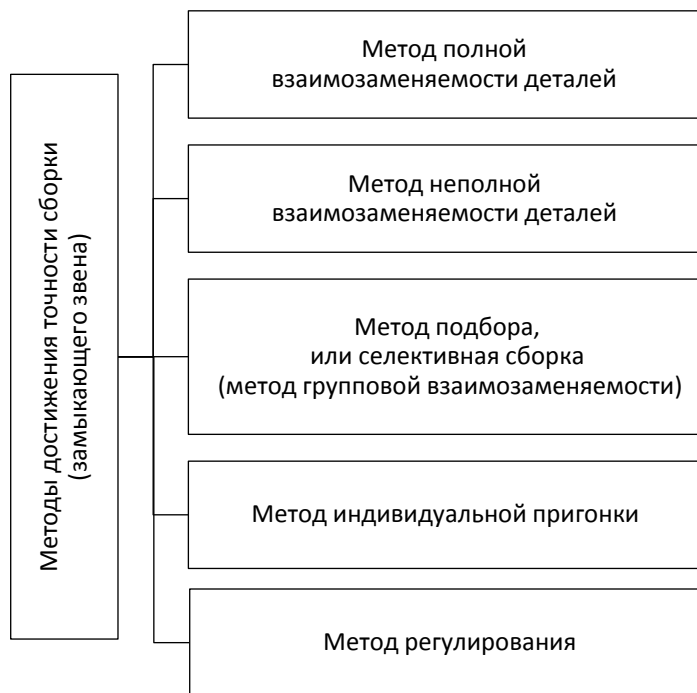 Методы достижения точности сборки
(замыкающего звена)
Метод полной
взаимозаменяемости деталей
Метод неполной
взаимозаменяемости деталей
Метод подбора,
или селективная сборка
(метод групповой взаимозаменяемости)
Метод индивидуальной пригонки
Метод регулирования